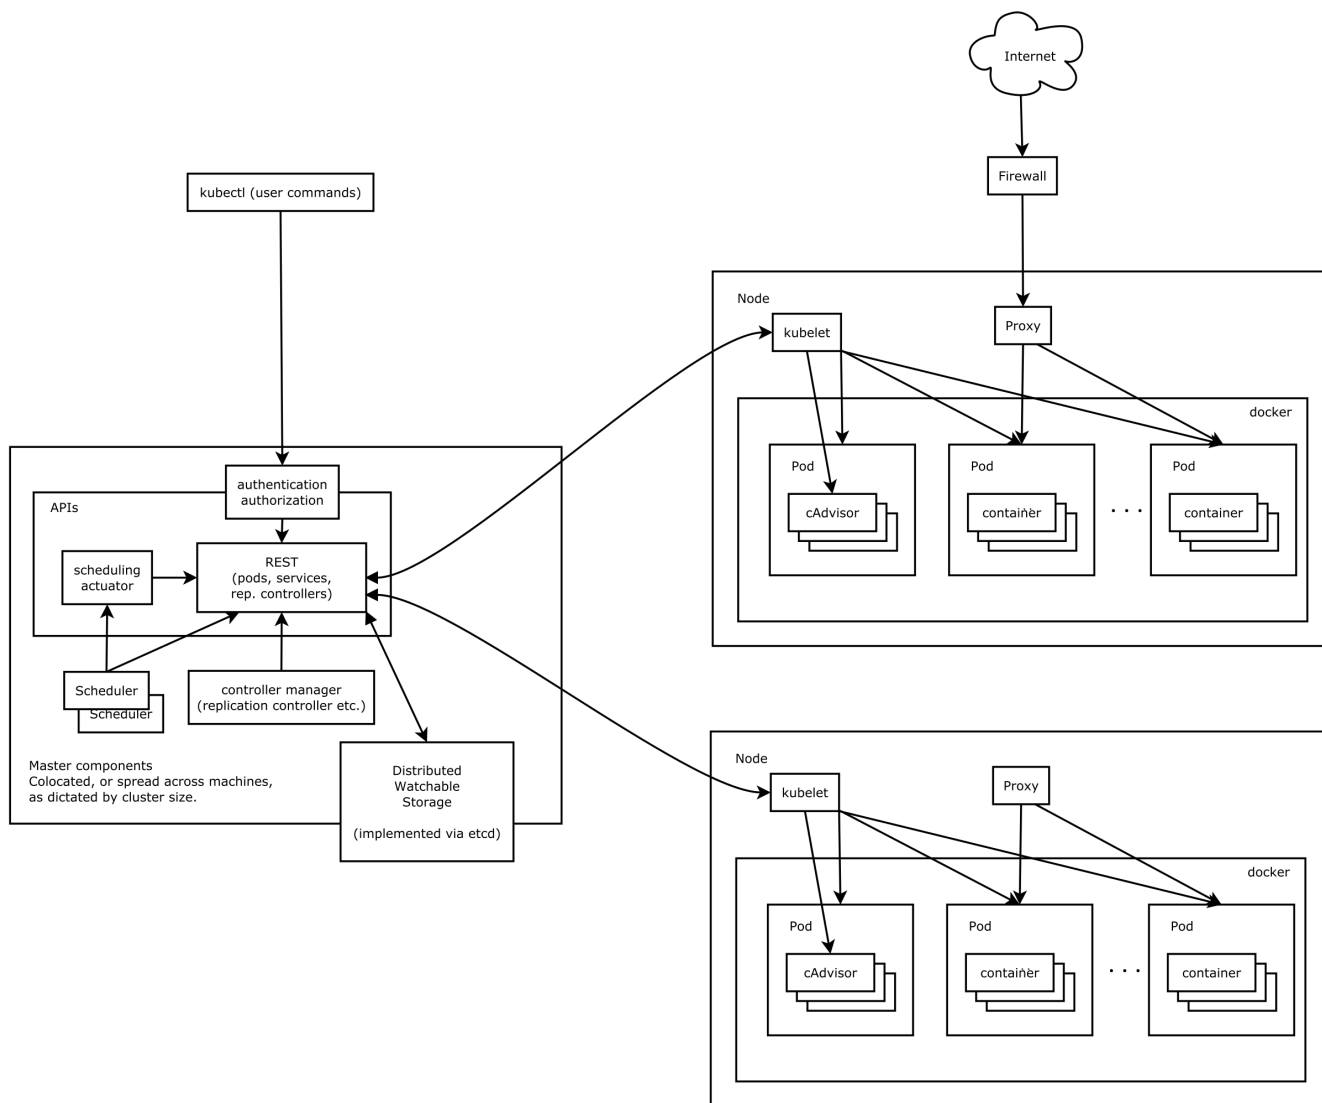 Internet
Firewall
kubectl (user commands)
Node
kubelet
Proxy
docker
Pod
cAdvisor
Pod
container
. . .
Pod
container
authentication
authorization
APIs
REST
(pods, services,
rep. controllers)
scheduling
actuator
Scheduler
Scheduler
controller manager
(replication controller etc.)
Distributed
Watchable
Storage
(implemented via etcd)
Master components
Colocated, or spread across machines,
as dictated by cluster size.
Node
kubelet
Proxy
docker
Pod
cAdvisor
Pod
container
. . .
Pod
container